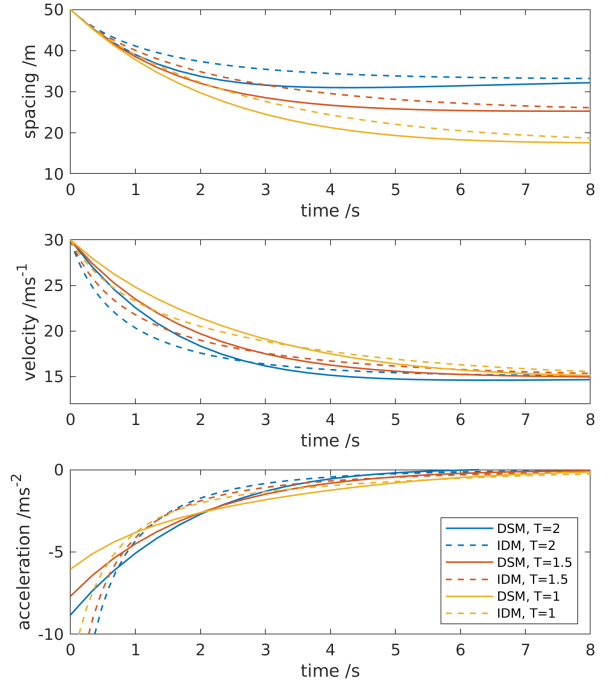 50
40
30
20
10
spacing /m
0 1 2 3 4 5 6 7 8
time /s
30
25
20
15
velocity /ms-1
0 1 2 3 4 5 6 7 8
time /s
0
-5
-10
acceleration /ms-2
DSM, T=2
IDM, T=2
DSM, T=1.5
IDM, T=1.5
DSM, T=1
IDM, T=1
0 1 2 3 4 5 6 7 8
time /s